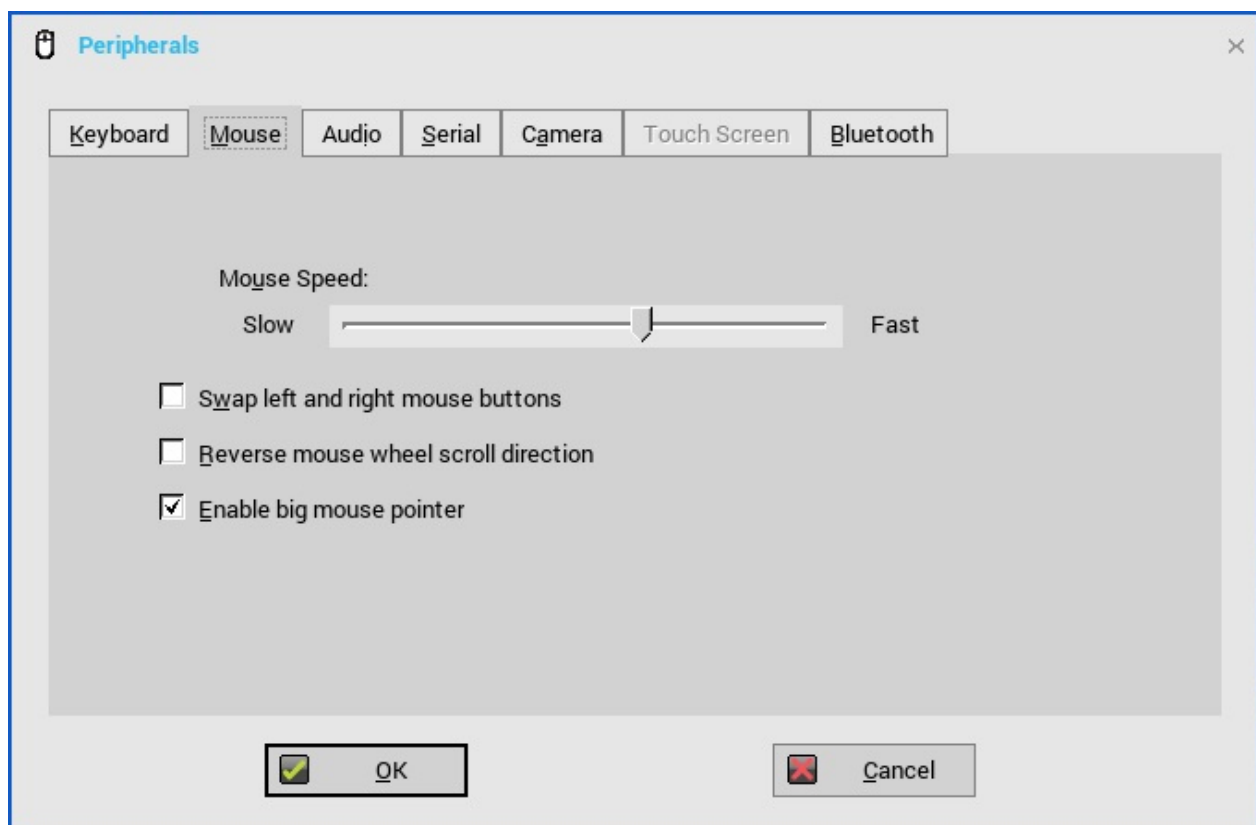 Peripherals
Keyboard Mouse Audio Serial Camera Touch Screen Bluetooth
Mouse Speed:
Slow Fast
Swap left and right mouse buttons
Reverse mouse wheel scroll direction
Enable big mouse pointer
OK Cancel